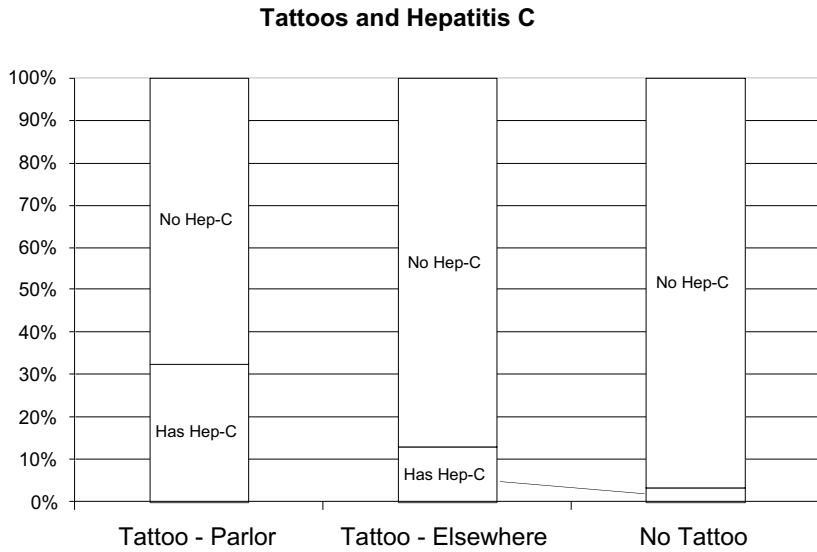 Tattoos and Hepatitis C
100%
90%
80%
70%
60%
50%
40%
30%
20%
10%
0%
No Hep-C
Has Hep-C
No Hep-C
Has Hep-C
No Hep-C
Tattoo - Parlor
Tattoo - Elsewhere
No Tattoo